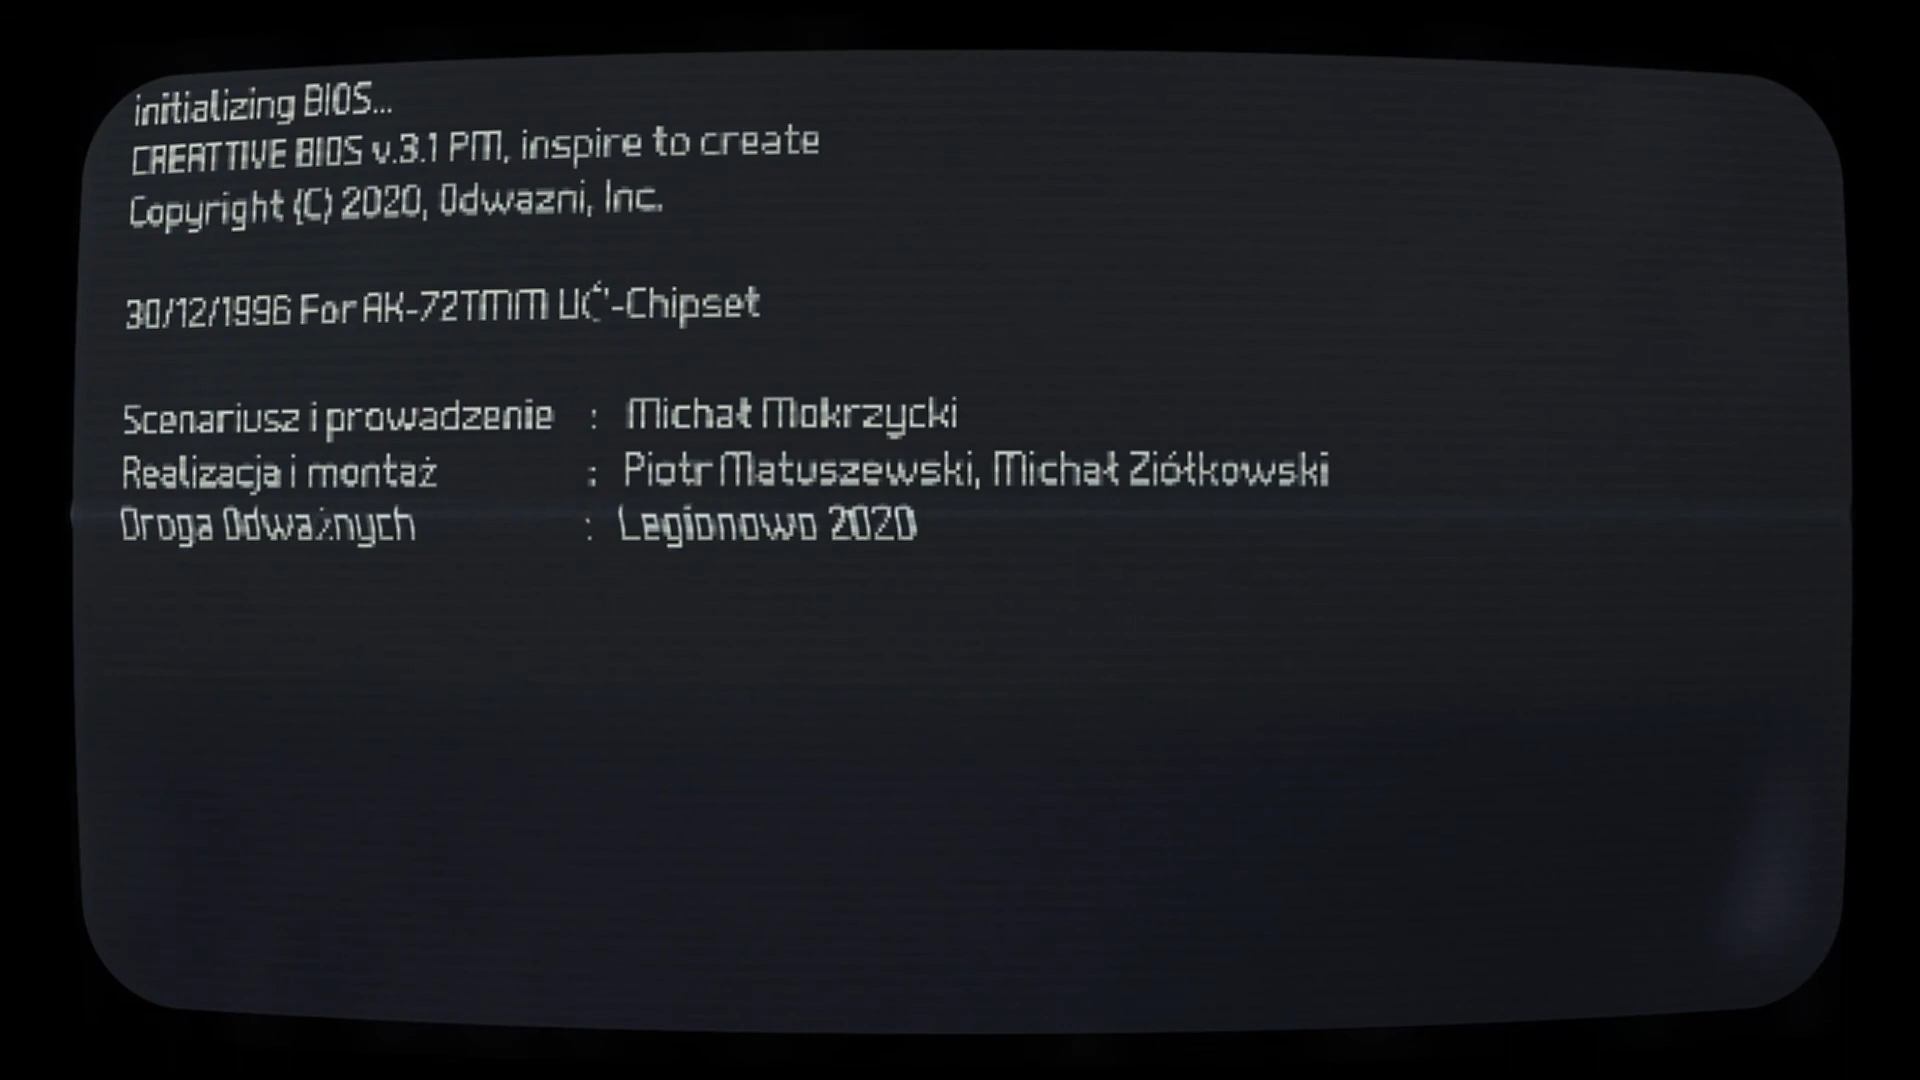 initializing BIOS...
CREATTIVE BIOS v.3.1 PM, inspire to create
Copyright (C) 2020, Odwazni, Inc.
30/12/1996 For AK-72TMM
Scenariusz i prowadzenie : Michał Mokrzycki
Realizacja i montaż : Piotr Matuszewski, Michał Ziółkowski
Droga Odważnych : Legionowo 2020